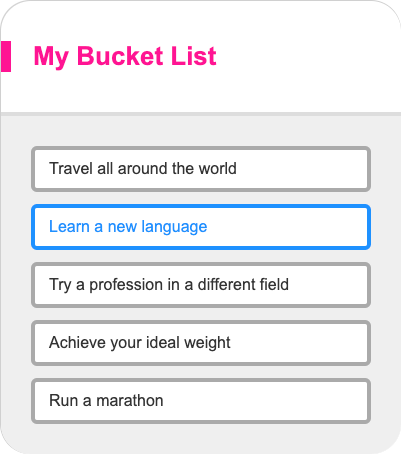 My Bucket List
Travel all around the world
Learn a new language
Try a profession in a different field
Achieve your ideal weight
Run a marathon